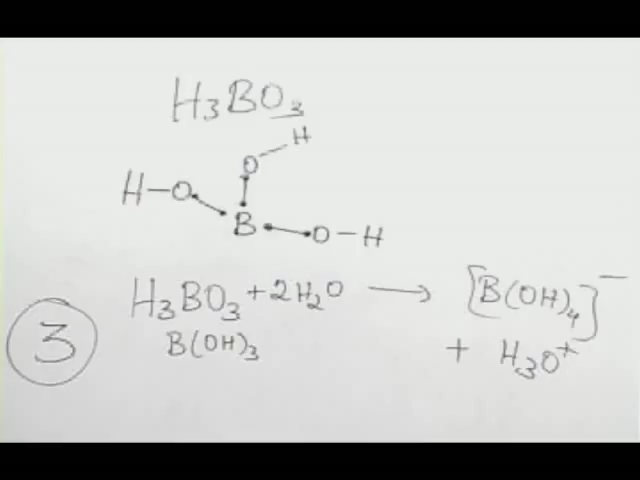 H₃BO₃
H
O
H-O
B
O-H
H₃BO₃ + 2H₂O → [B(OH)₄]⁻
3
B(OH)₃
+ H₃O⁺